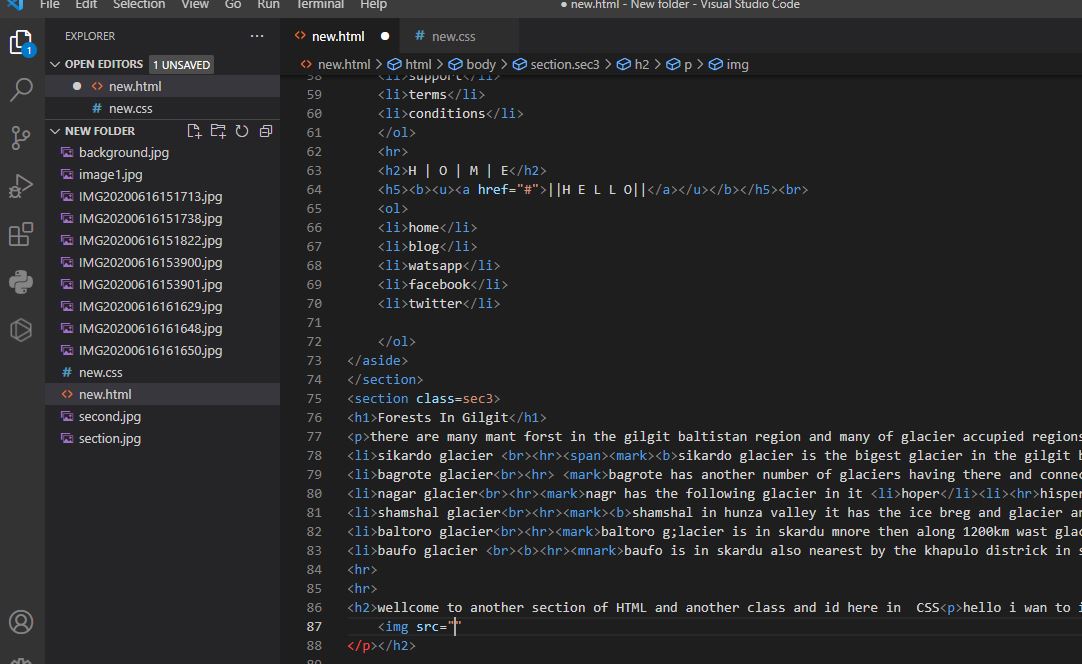 File Edit Selection View Go Run Terminal Help
● new.html - New folder - Visual Studio Code
EXPLORER ···
<> new.html ●
# new.css
1
OPEN EDITORS 1 UNSAVED
● <> new.html
# new.css
NEW FOLDER
background.jpg
image1.jpg
IMG20200616151713.jpg
IMG20200616151738.jpg
IMG20200616151822.jpg
IMG20200616153900.jpg
IMG20200616153901.jpg
IMG20200616161629.jpg
IMG20200616161648.jpg
IMG20200616161650.jpg
# new.css
<> new.html
second.jpg
section.jpg
<> new.html > html > body > section.sec3 > h2 > p > img
58 <li>support</li>
59 <li>terms</li>
60 <li>conditions</li>
61 </ol>
62 <hr>
63 <h2>H | O | M | E</h2>
64 <h5><b><u><a href="#">||H E L L O||</a></u></b></h5><br>
65 <ol>
66 <li>home</li>
67 <li>blog</li>
68 <li>watsapp</li>
69 <li>facebook</li>
70 <li>twitter</li>
71
72 </ol>
73 </aside>
74 </section>
75 <section class=sec3>
76 <h1>Forests In Gilgit</h1>
77 <p>there are many mant forst in the gilgit baltistan region and many of glacier accupied regions
78 <li>sikardo glacier <br><hr><span><mark><b>sikardo glacier is the bigest glacier in the gilgit
79 <li>bagrote glacier<br><hr> <mark>bagrote has another number of glaciers having there and
80 <li>nagar glacier<br><hr><mark>nagr has the following glacier in it <li>hoper</li><li><hr>hisper
81 <li>shamshal glacier<br><hr><mark><b>shamshal in hunza valley it has the ice breg and glacier
82 <li>baltoro glacier<br><hr><mark>baltoro g;lacier is in skardu mnore then along 1200km wast
83 <li>baufo glacier <br><b><hr><mnark>baufo is in skardu also nearest by the khapulo districk in
84 <hr>
85 <hr>
86 <h2>wellcome to another section of HTML and another class and id here in  CSS<p>hello i wan to
87 <img src=""
88 </p></h2>